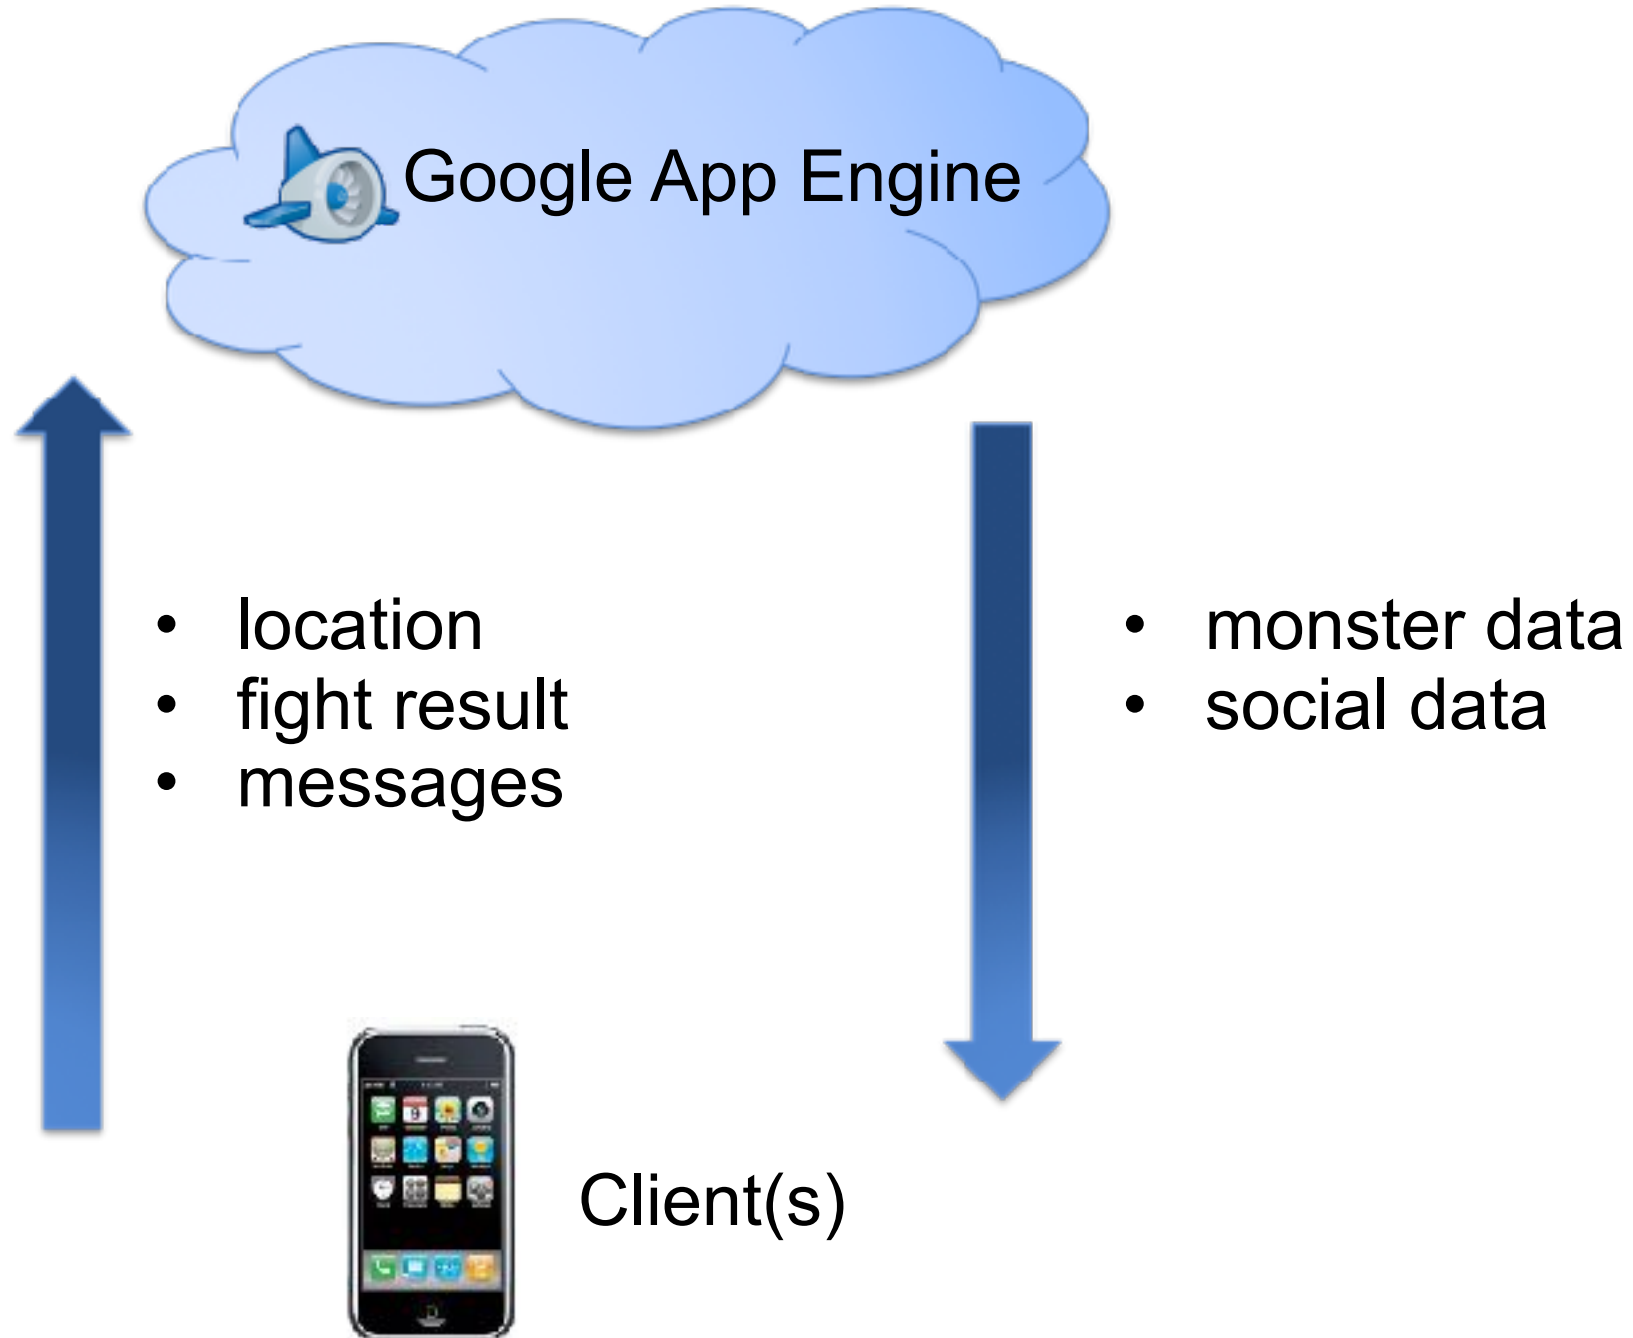 Google App Engine
• location
• fight result
• messages
• monster data
• social data
Client(s)